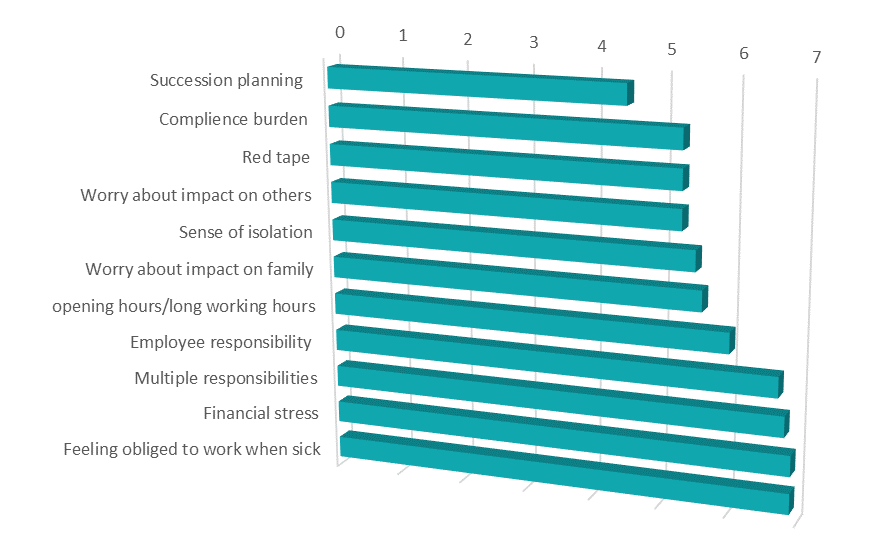 0 1 2 3 4 5 6 7
Succession planning
Complience burden
Red tape
Worry about impact on others
Sense of isolation
Worry about impact on family
opening hours/long working hours
Employee responsibility
Multiple responsibilities
Financial stress
Feeling obliged to work when sick